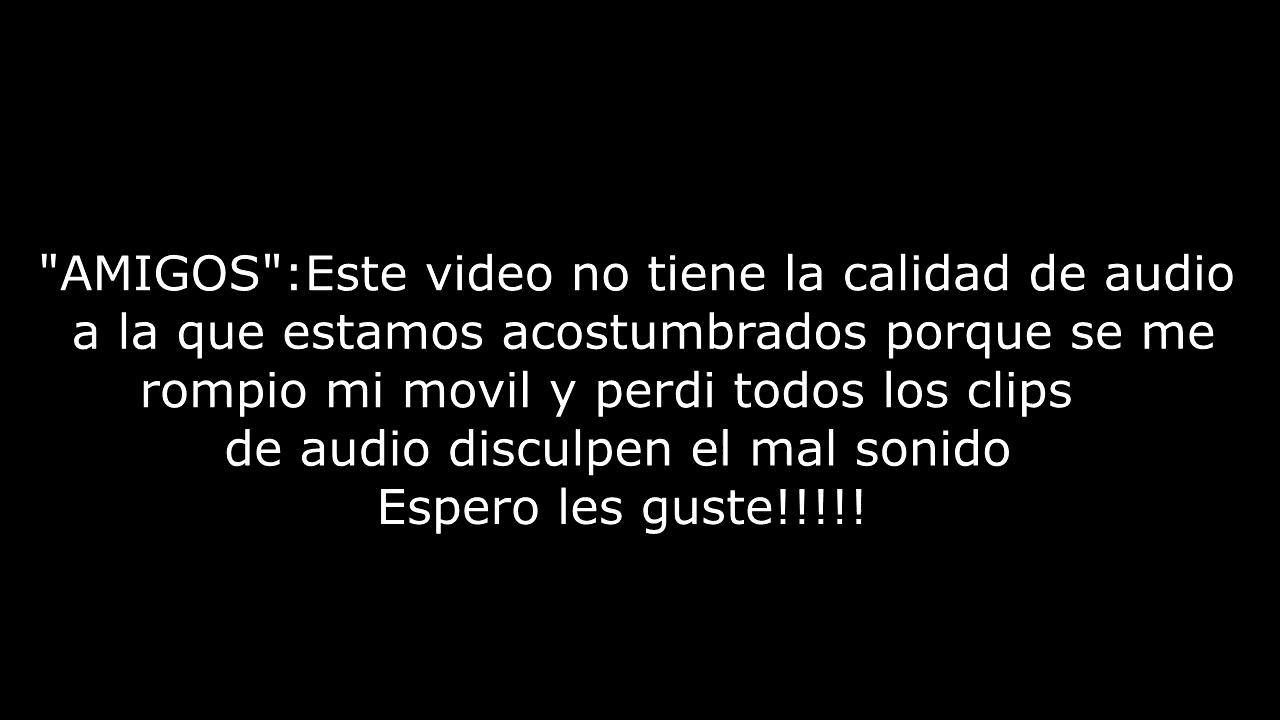 "AMIGOS":Este video no tiene la calidad de audio
a la que estamos acostumbrados porque se me
rompio mi movil y perdi todos los clips
de audio disculpen el mal sonido
Espero les guste!!!!!